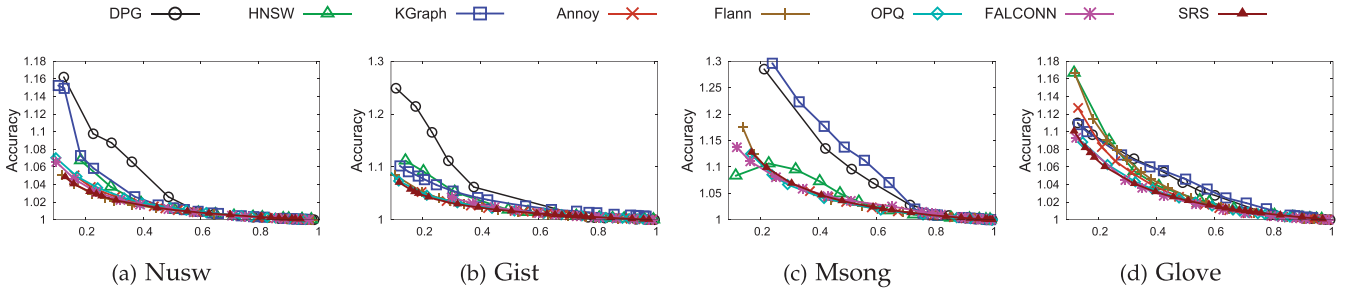 DPG HNSW KGraph Annoy Flann OPQ FALCONN SRS
Accuracy
1.18
1.16
1.14
1.12
1.1
1.08
1.06
1.04
1.02
1
0.2 0.4 0.6 0.8 1
(a) Nusw
Accuracy
1.3
1.2
1.1
1
0.2 0.4 0.6 0.8 1
(b) Gist
Accuracy
1.3
1.25
1.2
1.15
1.1
1.05
1
0.2 0.4 0.6 0.8 1
(c) Msong
Accuracy
1.18
1.16
1.14
1.12
1.1
1.08
1.06
1.04
1.02
1
0.2 0.4 0.6 0.8 1
(d) Glove